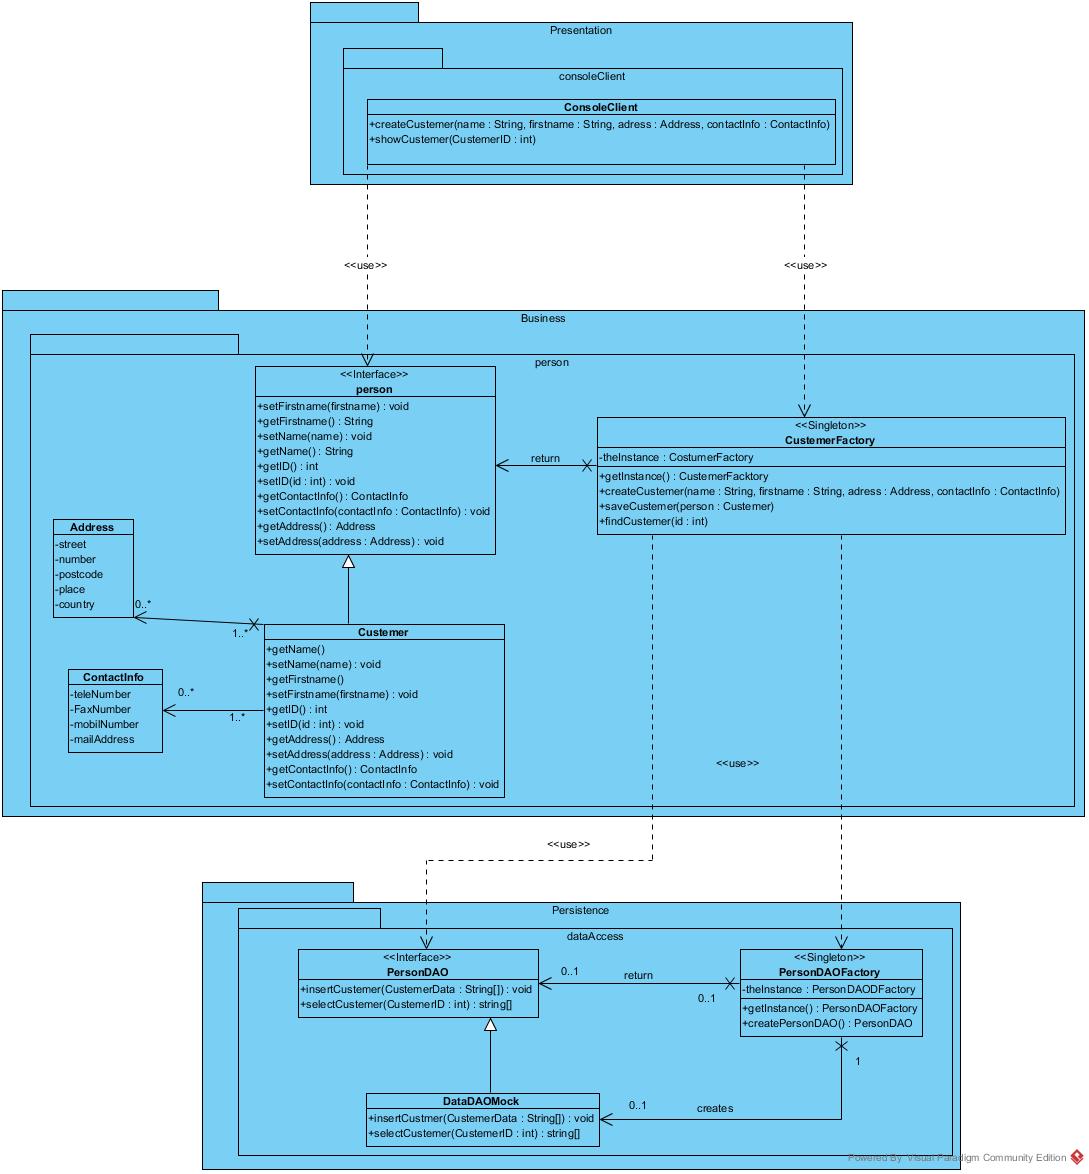 Presentation
consoleClient
ConsoleClient
+createCustemer(name : String, firstname : String, adress : Address, contactInfo : ContactInfo)
+showCustemer(CustemerID : int)
<<use>>
<<use>>
Business
person
<<Interface>>
person
+setFirstname(firstname) : void
+getFirstname() : String
+setName(name) : void
+getName() : String
+getID() : int
+setID(id : int) : void
+getContactInfo() : ContactInfo
+setContactInfo(contactInfo : ContactInfo) : void
+getAddress() : Address
+setAddress(address : Address) : void
return
<<Singleton>>
CustemerFactory
-theInstance : CostumerFactory
+getInstance() : CustemerFacktory
+createCustemer(name : String, firstname : String, adress : Address, contactInfo : ContactInfo)
+saveCustemer(person : Custemer)
+findCustemer(id : int)
Address
-street
-number
-postcode
-place
-country
0..*
1..*
Custemer
+getName()
+setName(name) : void
+getFirstname()
+setFirstname(firstname) : void
+getID() : int
+setID(id : int) : void
+getAddress() : Address
+setAddress(address : Address) : void
+getContactInfo() : ContactInfo
+setContactInfo(contactInfo : ContactInfo) : void
ContactInfo
-teleNumber
-FaxNumber
-mobilNumber
-mailAddress
0..*
1..*
<<use>>
<<use>>
Persistence
dataAccess
<<Interface>>
PersonDAO
+insertCustemer(CustemerData : String[]) : void
+selectCustemer(CustemerID : int) : string[]
0..1
return
0..1
<<Singleton>>
PersonDAOFactory
-theInstance : PersonDAODFactory
+getInstance() : PersonDAOFactory
+createPersonDAO() : PersonDAO
1
DataDAOMock
+insertCustmer(CustemerData : String[]) : void
+selectCustemer(CustemerID : int) : string[]
0..1
creates
Powered By Visual Paradigm Community Edition